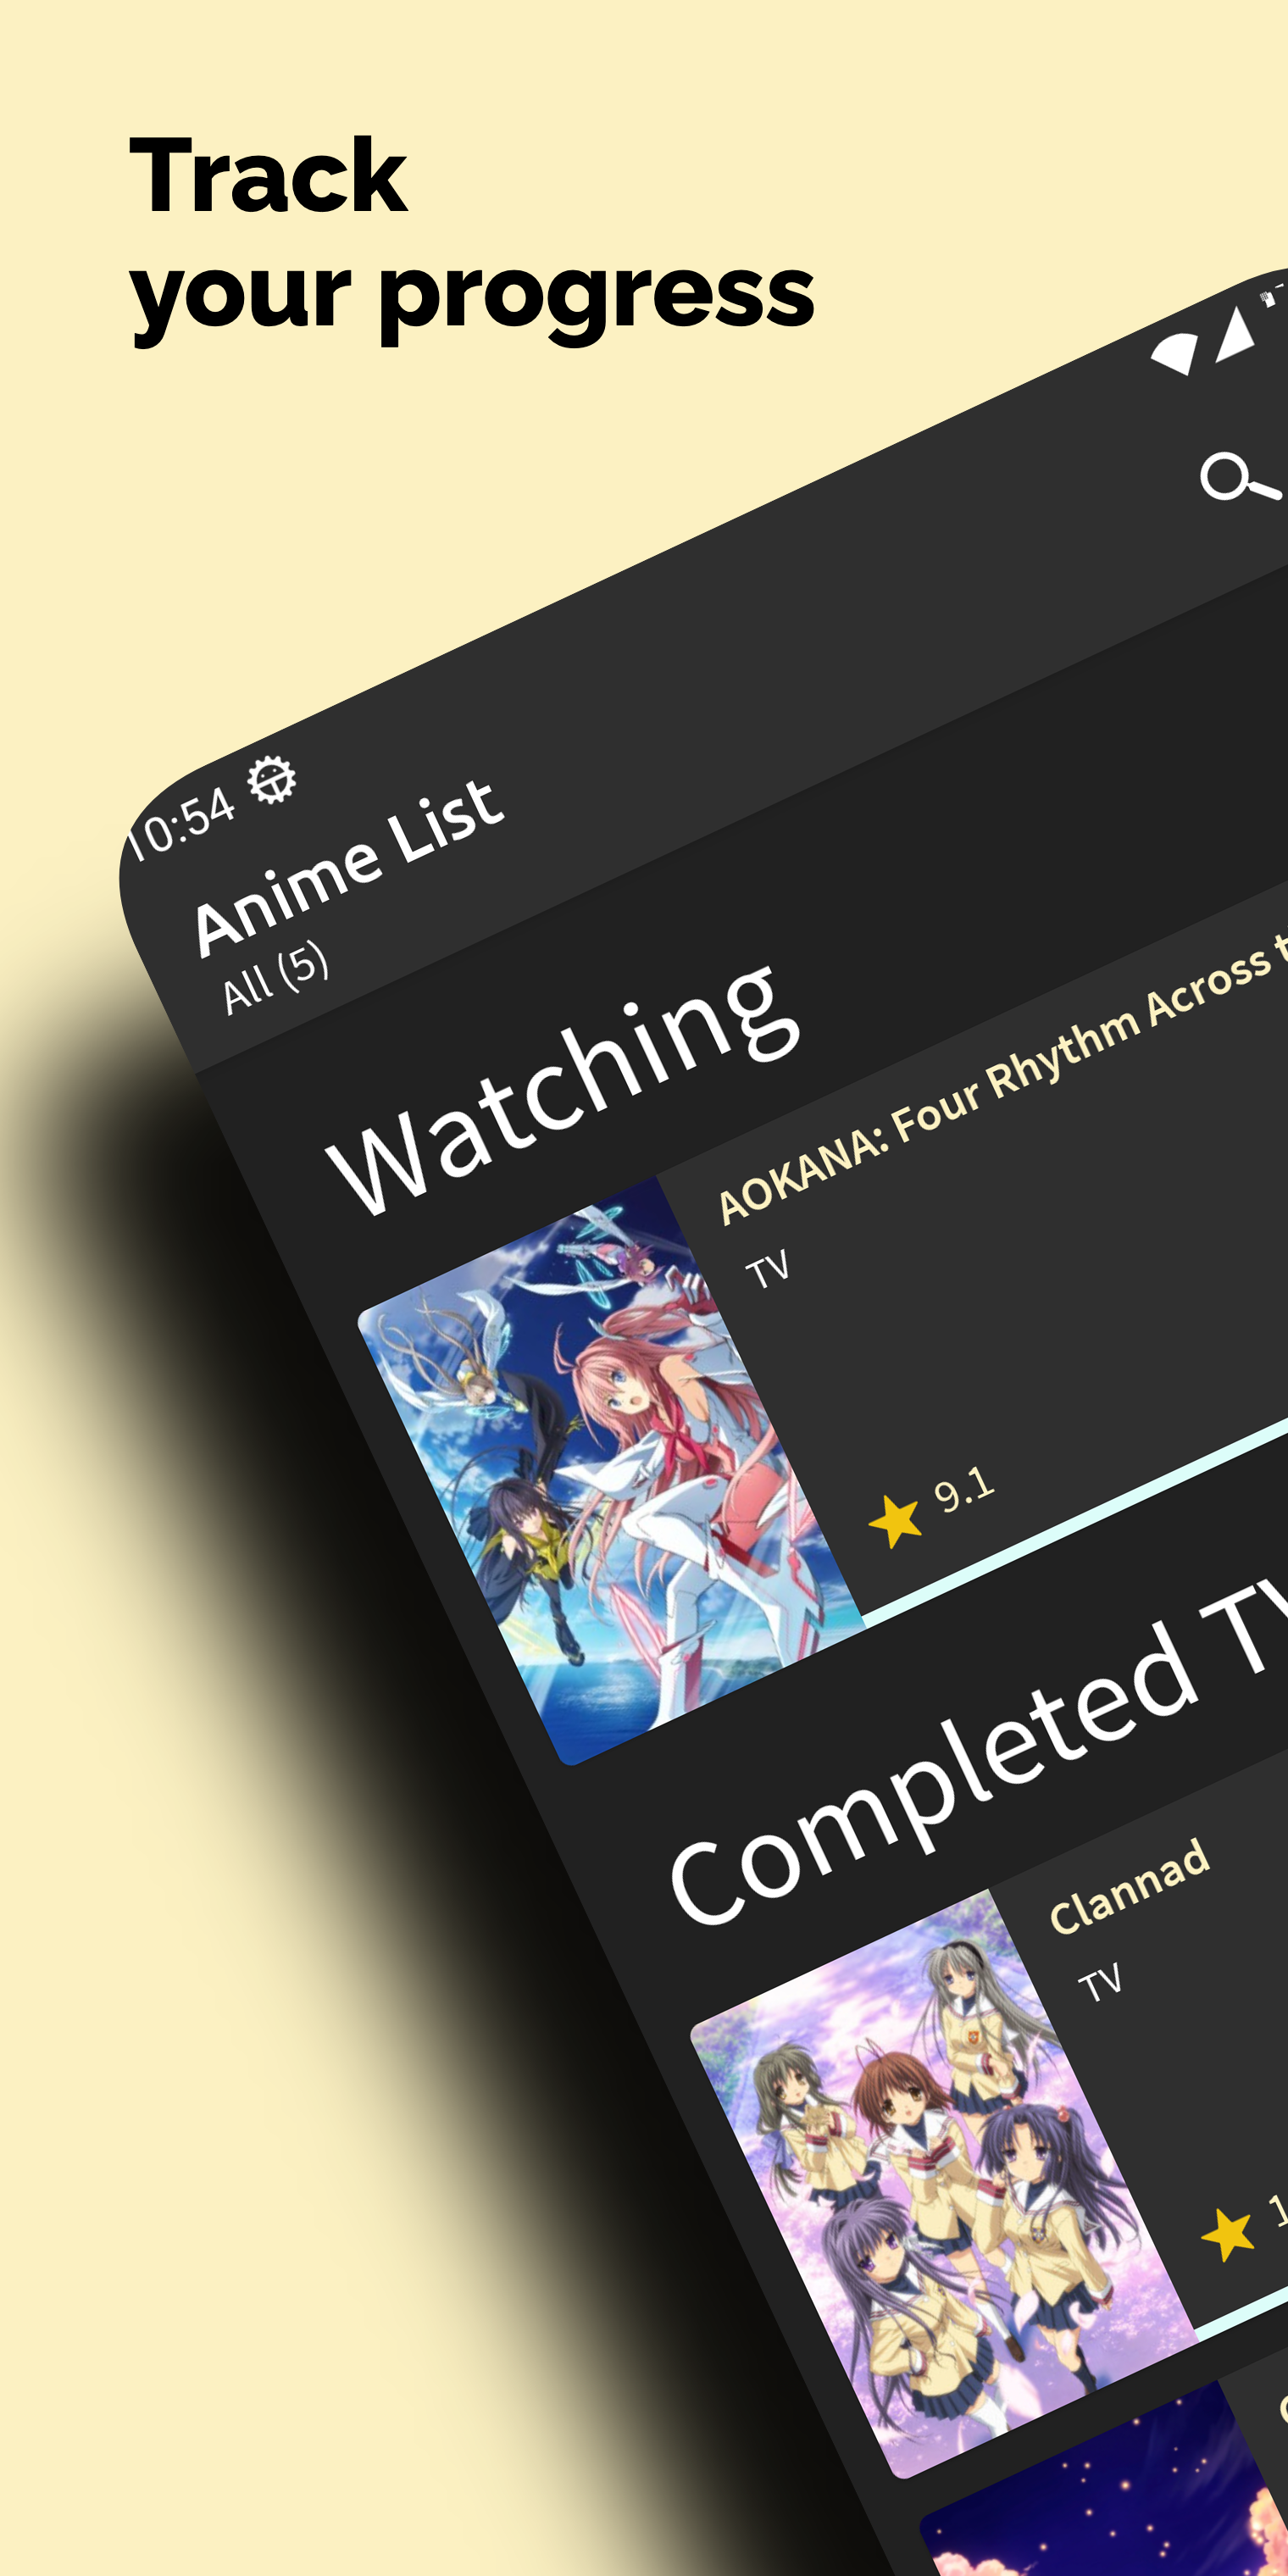 Track
your progress
10:54
Anime List
All (5)
Watching
AOKANA: Four Rhythm Across
TV
9.1
Completed TV
Clannad
TV